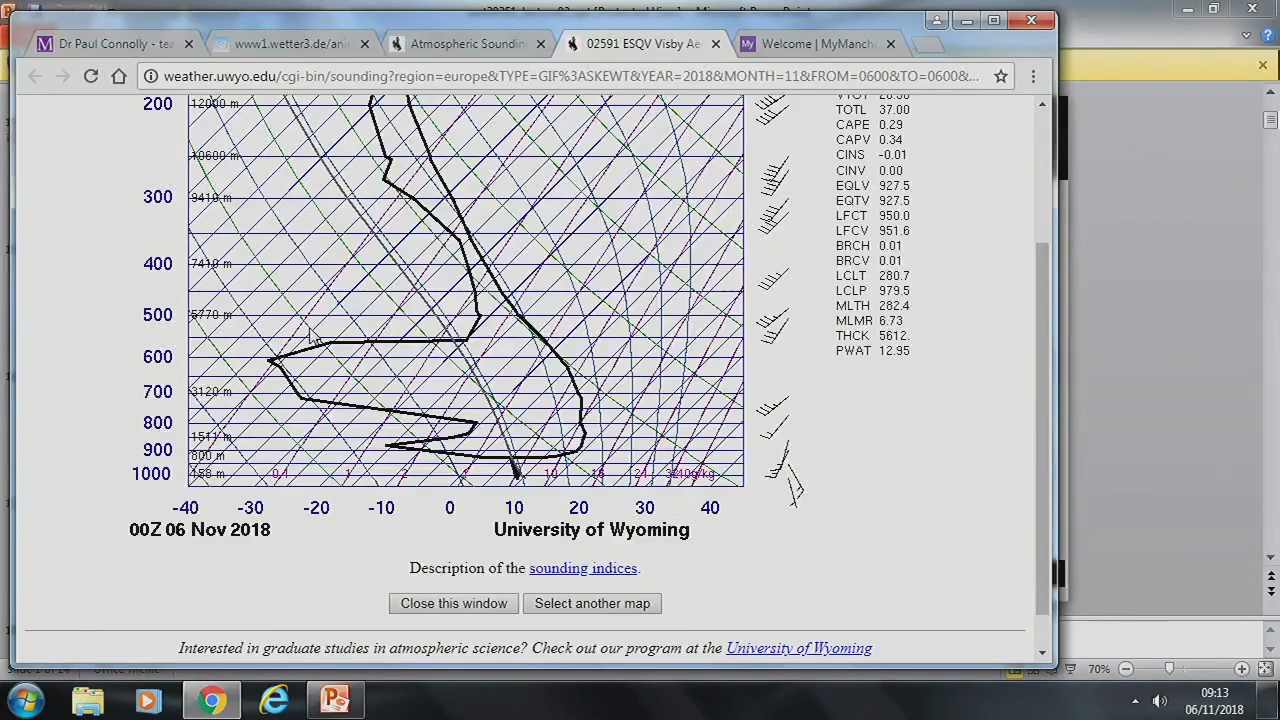 Dr Paul Connolly - tea
www1.wetter3.de/ani
Atmospheric Soundin
02591 ESQV Visby Ae
Welcome | MyManche
weather.uwyo.edu/cgi-bin/sounding?region=europe&TYPE=GIF%3ASKEWT&YEAR=2018&MONTH=11&FROM=0600&TO=0600&...
200
12000 m
10600 m
300
9410 m
400
7410 m
500
5770 m
600
700
3120 m
800
1511 m
900
800 m
1000
158 m
0.1
1
2
10
-40 -30 -20 -10 0 10 20 30 40
00Z 06 Nov 2018
University of Wyoming
TOTL 37.00
CAPE 0.29
CAPV 0.34
CINS -0.01
CINV 0.00
EQLV 927.5
EQTV 927.5
LFCT 950.0
LFCV 951.6
BRCH 0.01
BRCV 0.01
LCLT 280.7
LCLP 979.5
MLTH 282.4
MLMR 6.73
THCK 5612.
PWAT 12.95
Description of the sounding indices.
Close this window
Select another map
Interested in graduate studies in atmospheric science? Check out our program at the University of Wyoming
70%
09:13
06/11/2018